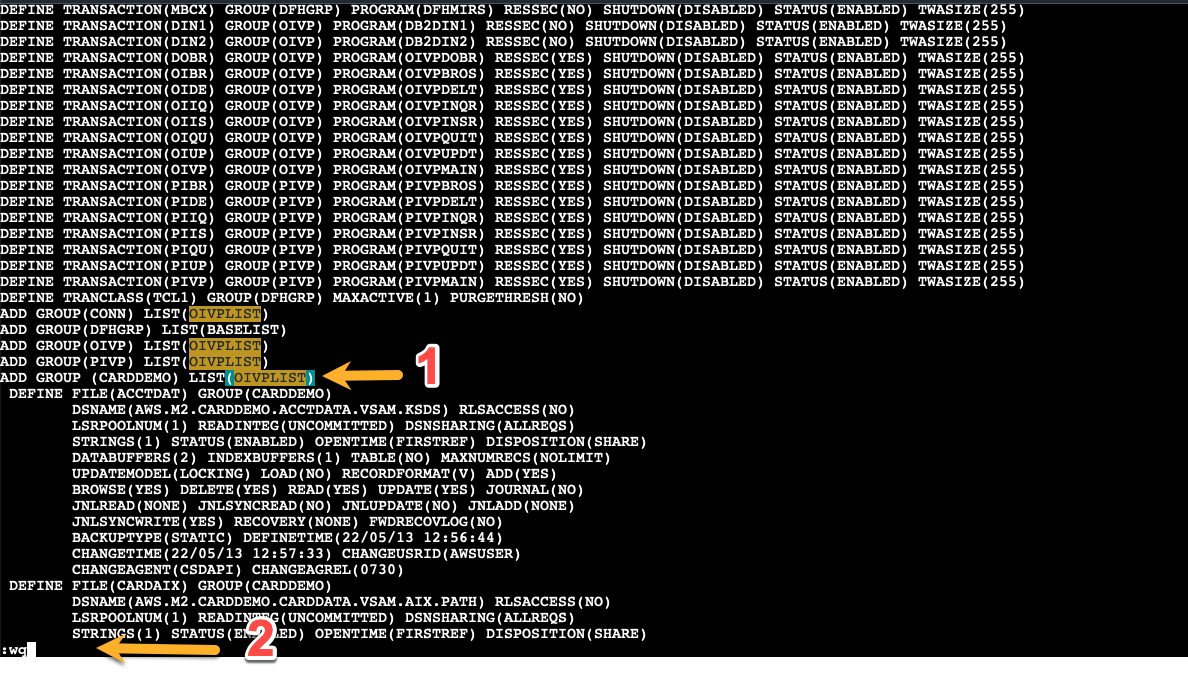 DEFINE TRANSACTION(MBCX) GROUP(DFHGRP) PROGRAM(DFHMIRS) RESSEC(NO) SHUTDOWN(DISABLED) STATUS(ENABLED) TWASIZE(255)
DEFINE TRANSACTION(DIN1) GROUP(OIVP) PROGRAM(DB2DIN1) RESSEC(NO) SHUTDOWN(DISABLED) STATUS(ENABLED) TWASIZE(255)
DEFINE TRANSACTION(DIN2) GROUP(OIVP) PROGRAM(DB2DIN2) RESSEC(NO) SHUTDOWN(DISABLED) STATUS(ENABLED) TWASIZE(255)
DEFINE TRANSACTION(DOBR) GROUP(OIVP) PROGRAM(OIVPDOBR) RESSEC(YES) SHUTDOWN(DISABLED) STATUS(ENABLED) TWASIZE(255)
DEFINE TRANSACTION(OIBR) GROUP(OIVP) PROGRAM(OIVPBROS) RESSEC(YES) SHUTDOWN(DISABLED) STATUS(ENABLED) TWASIZE(255)
DEFINE TRANSACTION(OIDE) GROUP(OIVP) PROGRAM(OIVPDELT) RESSEC(YES) SHUTDOWN(DISABLED) STATUS(ENABLED) TWASIZE(255)
DEFINE TRANSACTION(OIIQ) GROUP(OIVP) PROGRAM(OIVPINQR) RESSEC(YES) SHUTDOWN(DISABLED) STATUS(ENABLED) TWASIZE(255)
DEFINE TRANSACTION(OIIS) GROUP(OIVP) PROGRAM(OIVPINSR) RESSEC(YES) SHUTDOWN(DISABLED) STATUS(ENABLED) TWASIZE(255)
DEFINE TRANSACTION(OIQU) GROUP(OIVP) PROGRAM(OIVPQUIT) RESSEC(YES) SHUTDOWN(DISABLED) STATUS(ENABLED) TWASIZE(255)
DEFINE TRANSACTION(OIUP) GROUP(OIVP) PROGRAM(OIVPUPDT) RESSEC(YES) SHUTDOWN(DISABLED) STATUS(ENABLED) TWASIZE(255)
DEFINE TRANSACTION(OIVP) GROUP(OIVP) PROGRAM(OIVPMAIN) RESSEC(YES) SHUTDOWN(DISABLED) STATUS(ENABLED) TWASIZE(255)
DEFINE TRANSACTION(PIBR) GROUP(PIVP) PROGRAM(PIVPBROS) RESSEC(YES) SHUTDOWN(DISABLED) STATUS(ENABLED) TWASIZE(255)
DEFINE TRANSACTION(PIDE) GROUP(PIVP) PROGRAM(PIVPDELT) RESSEC(YES) SHUTDOWN(DISABLED) STATUS(ENABLED) TWASIZE(255)
DEFINE TRANSACTION(PIIQ) GROUP(PIVP) PROGRAM(PIVPINQR) RESSEC(YES) SHUTDOWN(DISABLED) STATUS(ENABLED) TWASIZE(255)
DEFINE TRANSACTION(PIIS) GROUP(PIVP) PROGRAM(PIVPINSR) RESSEC(YES) SHUTDOWN(DISABLED) STATUS(ENABLED) TWASIZE(255)
DEFINE TRANSACTION(PIQU) GROUP(PIVP) PROGRAM(PIVPQUIT) RESSEC(YES) SHUTDOWN(DISABLED) STATUS(ENABLED) TWASIZE(255)
DEFINE TRANSACTION(PIUP) GROUP(PIVP) PROGRAM(PIVPUPDT) RESSEC(YES) SHUTDOWN(DISABLED) STATUS(ENABLED) TWASIZE(255)
DEFINE TRANSACTION(PIVP) GROUP(PIVP) PROGRAM(PIVPMAIN) RESSEC(YES) SHUTDOWN(DISABLED) STATUS(ENABLED) TWASIZE(255)
DEFINE TRANCLASS(TCL1) GROUP(DFHGRP) MAXACTIVE(1) PURGETHRESH(NO)
ADD GROUP(CONN) LIST(OIVPLIST)
ADD GROUP(DFHGRP) LIST(BASELIST)
ADD GROUP(OIVP) LIST(OIVPLIST)
ADD GROUP(PIVP) LIST(OIVPLIST)
ADD GROUP (CARDDEMO) LIST(OIVPLIST) 1
DEFINE FILE(ACCTDAT) GROUP(CARDDEMO)
DSNAME(AWS.M2.CARDDEMO.ACCTDATA.VSAM.KSDS) RLSACCESS(NO)
LSRPOOLNUM(1) READINTEG(UNCOMMITTED) DSNSHARING(ALLREQS)
STRINGS(1) STATUS(ENABLED) OPENTIME(FIRSTREF) DISPOSITION(SHARE)
DATABUFFERS(2) INDEXBUFFERS(1) TABLE(NO) MAXNUMRECS(NOLIMIT)
UPDATEMODEL(LOCKING) LOAD(NO) RECORDFORMAT(V) ADD(YES)
BROWSE(YES) DELETE(YES) READ(YES) UPDATE(YES) JOURNAL(NO)
JNLREAD(NONE) JNLSYNCREAD(NO) JNLUPDATE(NO) JNLADD(NONE)
JNLSYNCWRITE(YES) RECOVERY(NONE) FWDRECOVLOG(NO)
BACKUPTYPE(STATIC) DEFINETIME(22/05/13 12:56:44)
CHANGETIME(22/05/13 12:57:33) CHANGEUSRID(AWSUSER)
CHANGEAGENT(CSDAPI) CHANGEAGREL(0730)
DEFINE FILE(CARDAIX) GROUP(CARDDEMO)
DSNAME(AWS.M2.CARDDEMO.CARDDATA.VSAM.AIX.PATH) RLSACCESS(NO)
LSRPOOLNUM(1) READINTEG(UNCOMMITTED) DSNSHARING(ALLREQS)
STRINGS(1) STATUS(ENABLED) OPENTIME(FIRSTREF) DISPOSITION(SHARE)
:wq 2